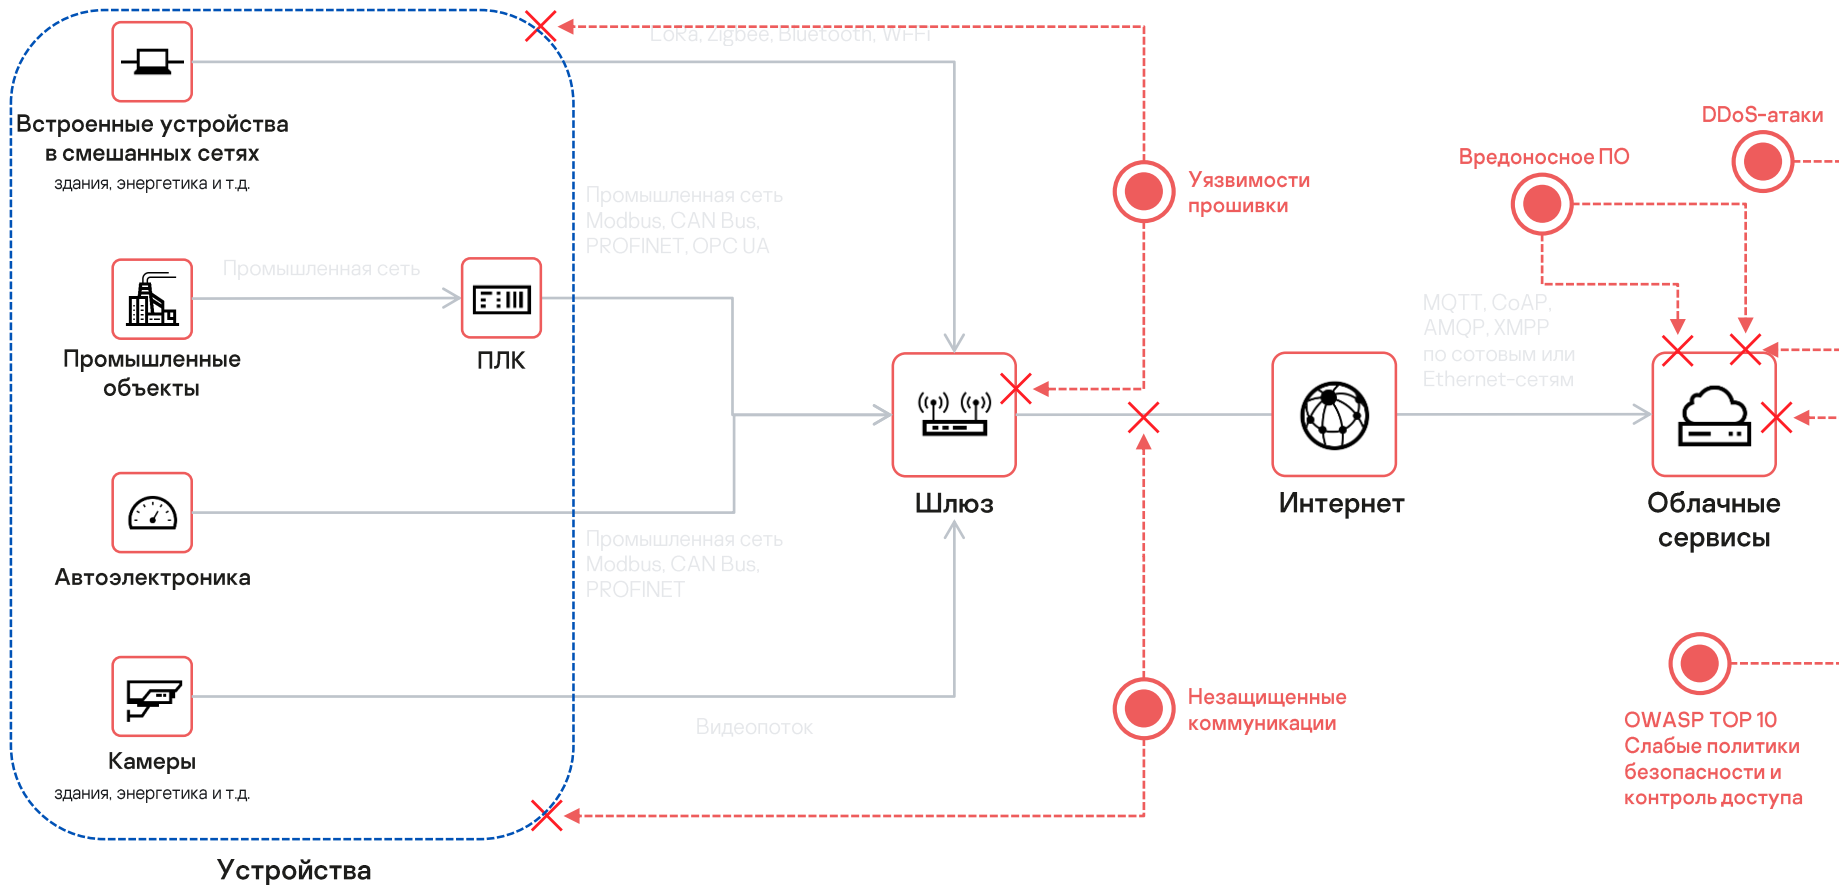 LoRa, Zigbee, Bluetooth, Wi-Fi
Встроенные устройства
в смешанных сетях
здания, энергетика и т.д.
Промышленная сеть
Modbus, CAN Bus,
PROFINET, OPC UA
Промышленная сеть
ПЛК
Промышленные
объекты
Автоэлектроника
Промышленная сеть
Modbus, CAN Bus,
PROFINET
Видеопоток
Камеры
здания, энергетика и т.д.
Устройства
Уязвимости
прошивки
Шлюз
Незащищенные
коммуникации
Интернет
MQTT, CoAP,
AMQP, XMPP
по сотовым или
Ethernet-сетям
Вредоносное ПО
DDoS-атаки
Облачные
сервисы
OWASP TOP 10
Слабые политики
безопасности и
контроль доступа